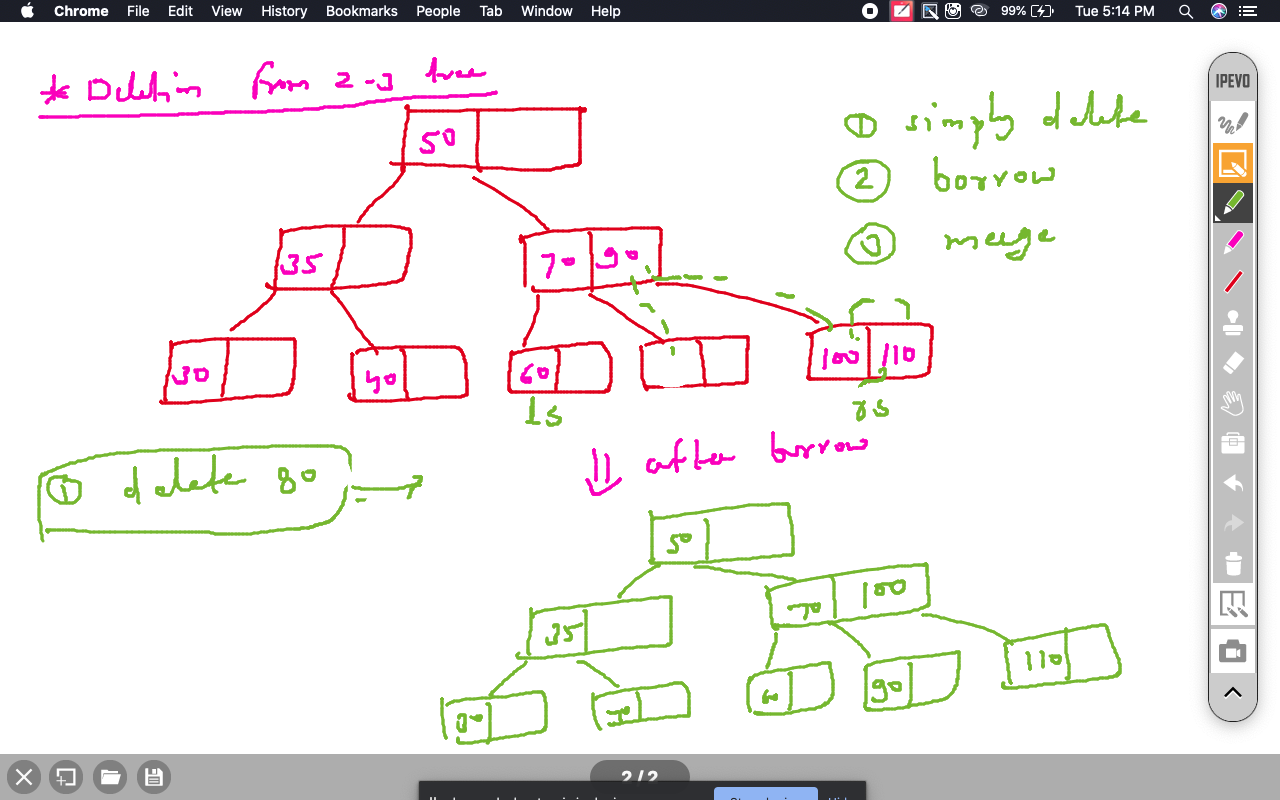 Chrome File Edit View History Bookmarks People Tab Window Help 99% Tue 5:14 PM
IPEVO
* Deletion from 2-3 tree
① simply delete
② borrow
③ merge
50
35
70 90
30
40
60
100 110
ls
rs
① delete 80
after borrow
50
35
70 100
30
40
60
90
110
2 / 2